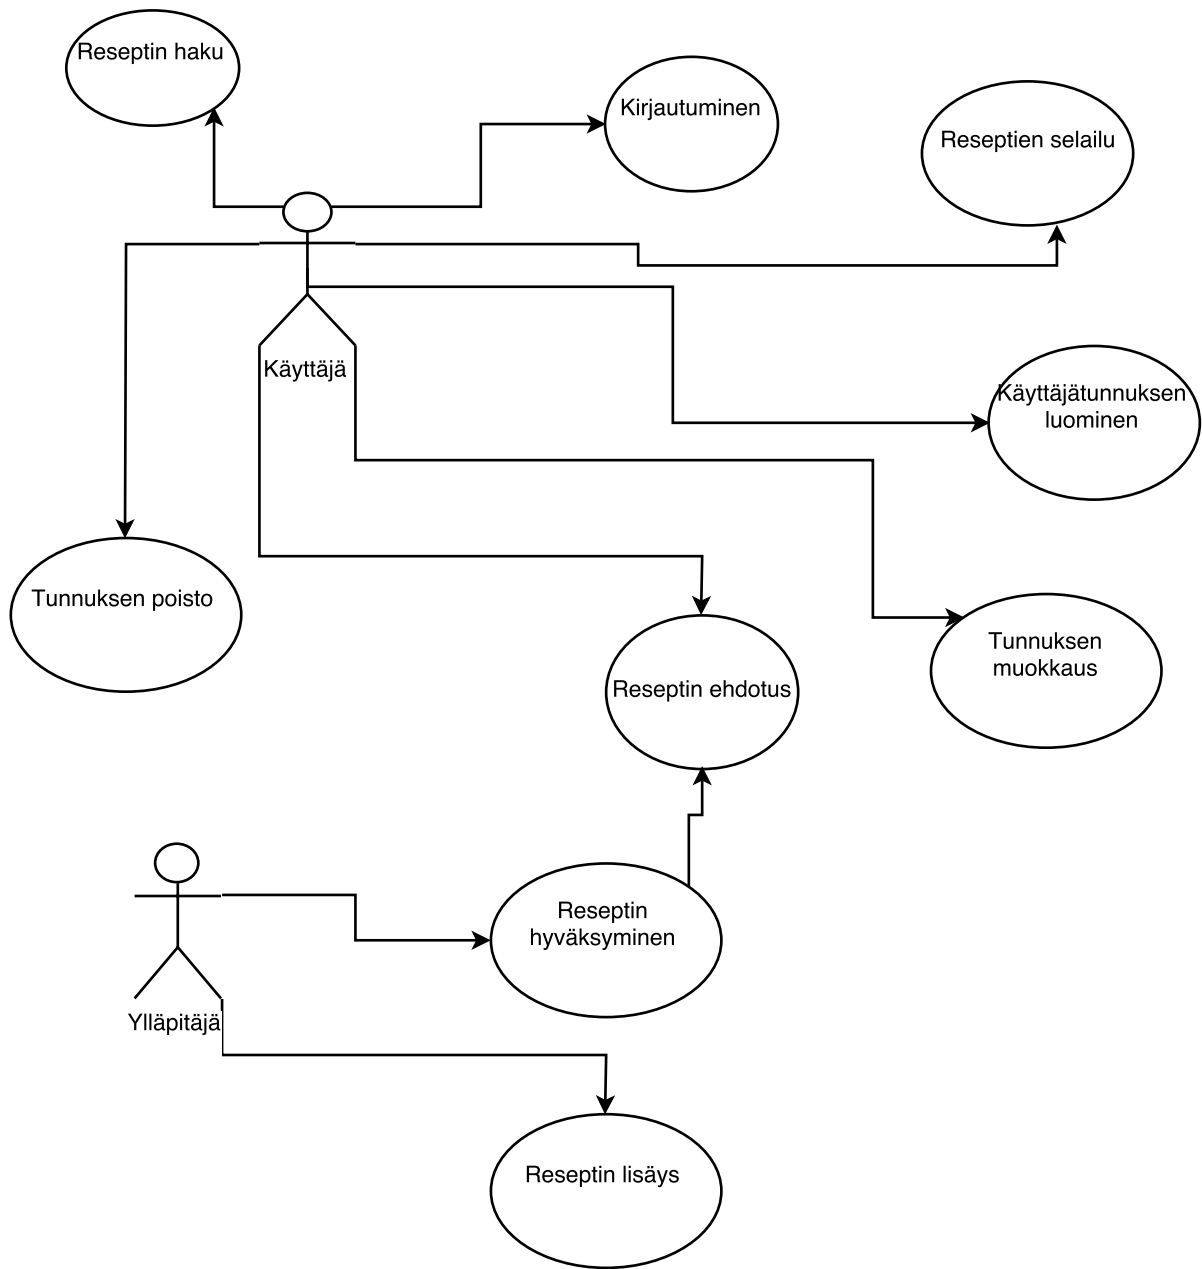 Reseptin haku
Kirjautuminen
Reseptien selailu
Käyttäjä
Käyttäjätunnuksen
luominen
Tunnuksen poisto
Tunnuksen
muokkaus
Reseptin ehdotus
Reseptin
hyväksyminen
Ylläpitäjä
Reseptin lisäys